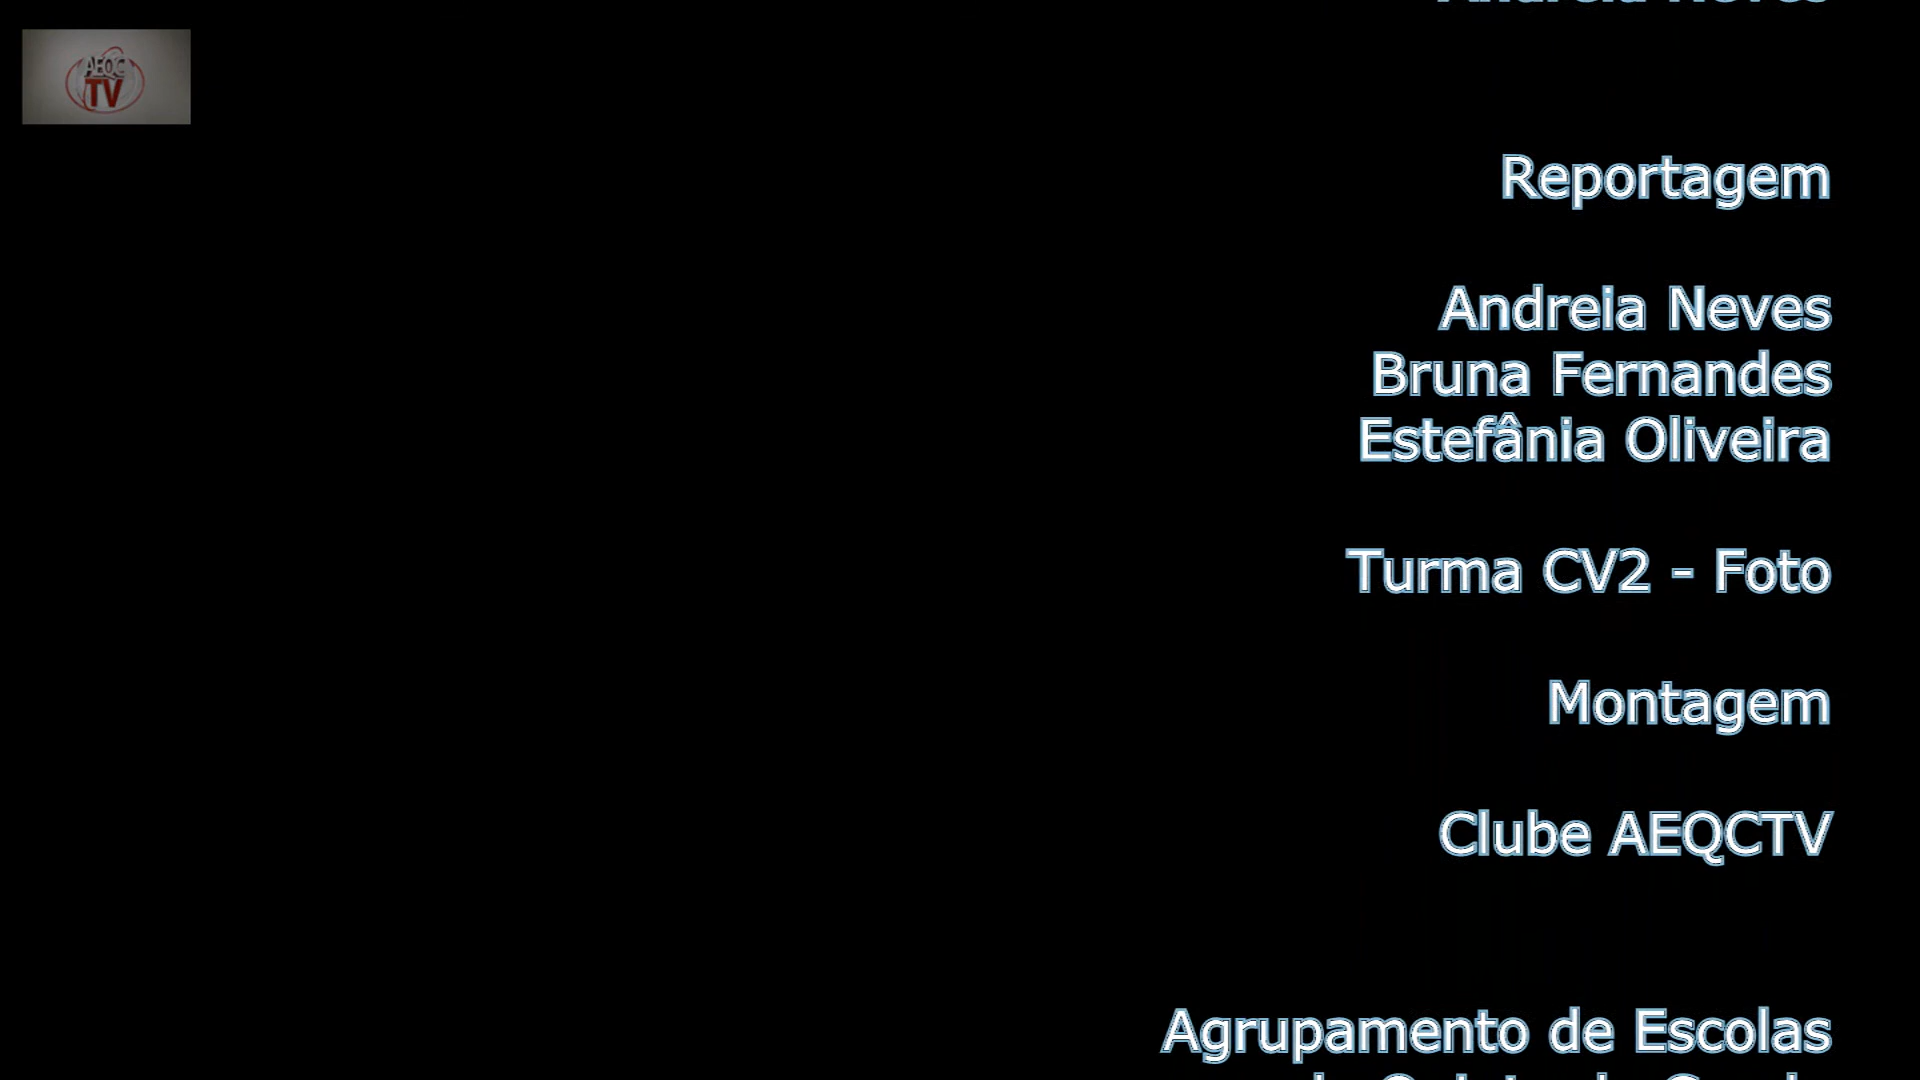 AEQC
TV
Reportagem
Andreia Neves
Bruna Fernandes
Estefânia Oliveira
Turma CV2 - Foto
Montagem
Clube AEQCTV
Agrupamento de Escolas